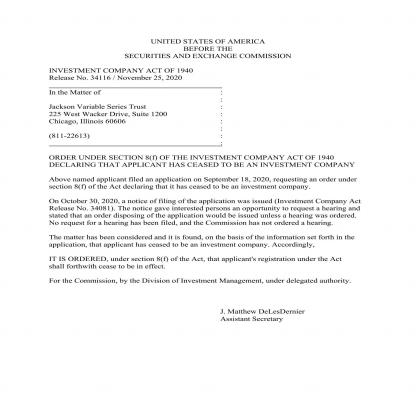 UNITED STATES OF AMERICA
BEFORE THE
SECURITIES AND EXCHANGE COMMISSION
INVESTMENT COMPANY ACT OF 1940
Release No. 34116 / November 25, 2020
In the Matter of :
:
Jackson Variable Series Trust :
225 West Wacker Drive, Suite 1200 :
Chicago, Illinois 60606 :
:
(811-22613) :
:
ORDER UNDER SECTION 8(f) OF THE INVESTMENT COMPANY ACT OF 1940
DECLARING THAT APPLICANT HAS CEASED TO BE AN INVESTMENT COMPANY
Above named applicant filed an application on September 18, 2020, requesting an order under
section 8(f) of the Act declaring that it has ceased to be an investment company.
On October 30, 2020, a notice of filing of the application was issued (Investment Company Act
Release No. 34081). The notice gave interested persons an opportunity to request a hearing and
stated that an order disposing of the application would be issued unless a hearing was ordered.
No request for a hearing has been filed, and the Commission has not ordered a hearing.
The matter has been considered and it is found, on the basis of the information set forth in the
application, that applicant has ceased to be an investment company. Accordingly,
IT IS ORDERED, under section 8(f) of the Act, that applicant's registration under the Act
shall forthwith cease to be in effect.
For the Commission, by the Division of Investment Management, under delegated authority.
J. Matthew DeLesDernier
Assistant Secretary